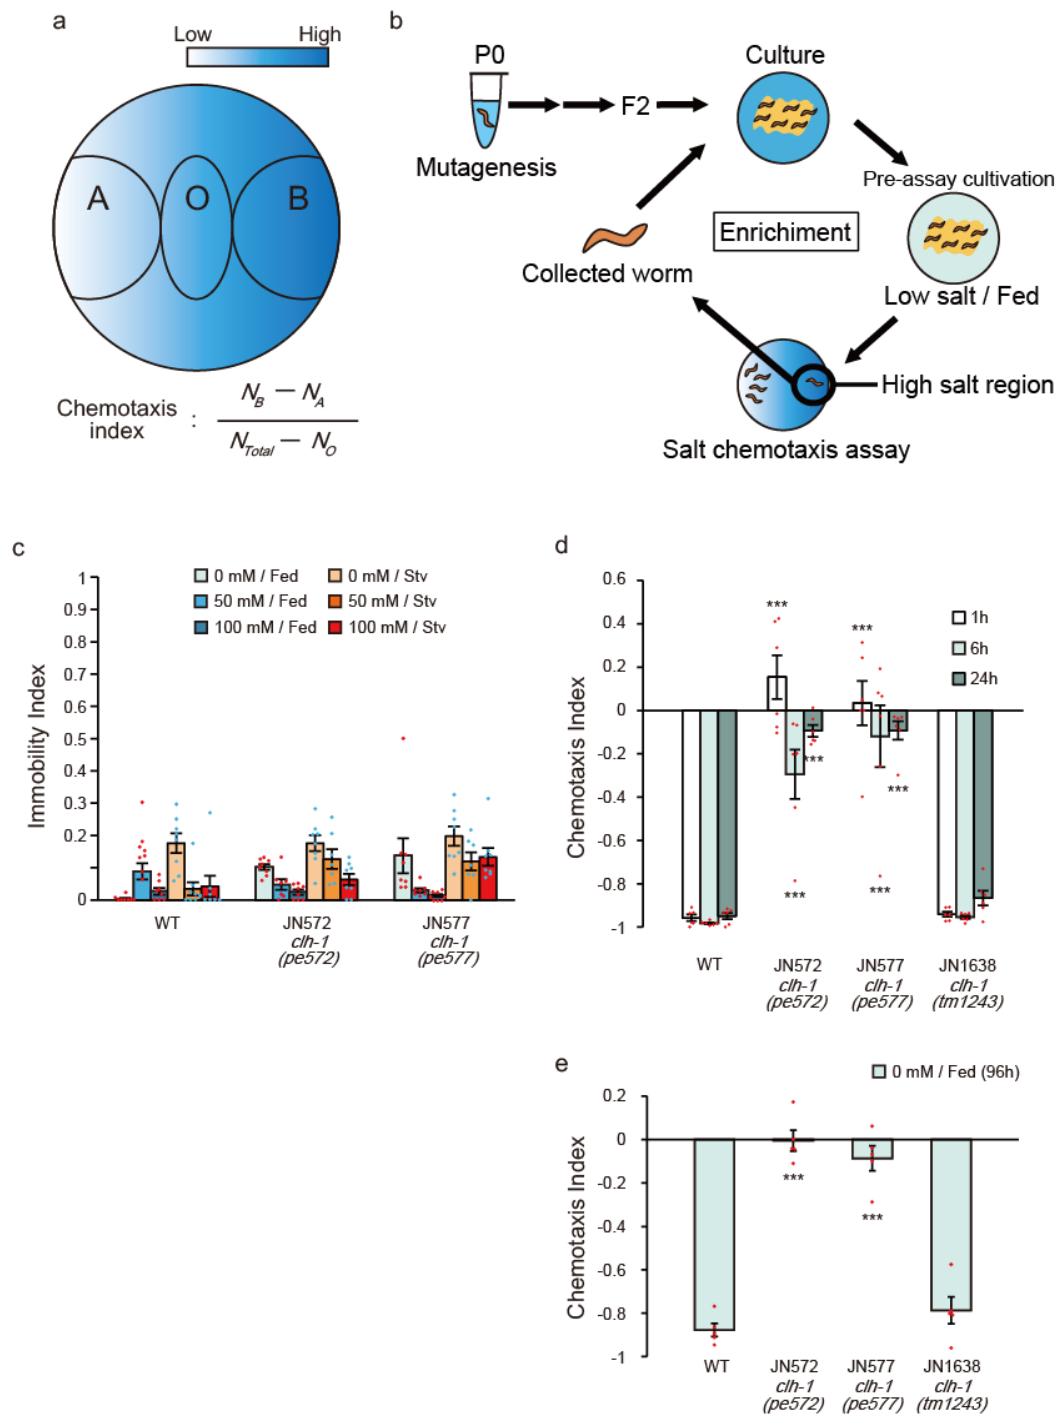 a
Low High
A O B
Chemotaxis index : N_B − N_A / N_Total − N_O
b
P0
Mutagenesis
F2
Culture
Pre-assay cultivation
Low salt / Fed
Enrichiment
Collected worm
High salt region
Salt chemotaxis assay
c
Immobility Index
1
0.9
0.8
0.7
0.6
0.5
0.4
0.3
0.2
0.1
0
0 mM / Fed 0 mM / Stv
50 mM / Fed 50 mM / Stv
100 mM / Fed 100 mM / Stv
WT JN572 JN577
clh-1 clh-1
(pe572) (pe577)
d
Chemotaxis Index
0.6
0.4
0.2
0
-0.2
-0.4
-0.6
-0.8
-1
1h
6h
24h
*** ***
*** ***
*** ***
WT JN572 JN577 JN1638
clh-1 clh-1 clh-1
(pe572) (pe577) (tm1243)
e
0 mM / Fed (96h)
Chemotaxis Index
0.2
0
-0.2
-0.4
-0.6
-0.8
-1
***
***
WT JN572 JN577 JN1638
clh-1 clh-1 clh-1
(pe572) (pe577) (tm1243)